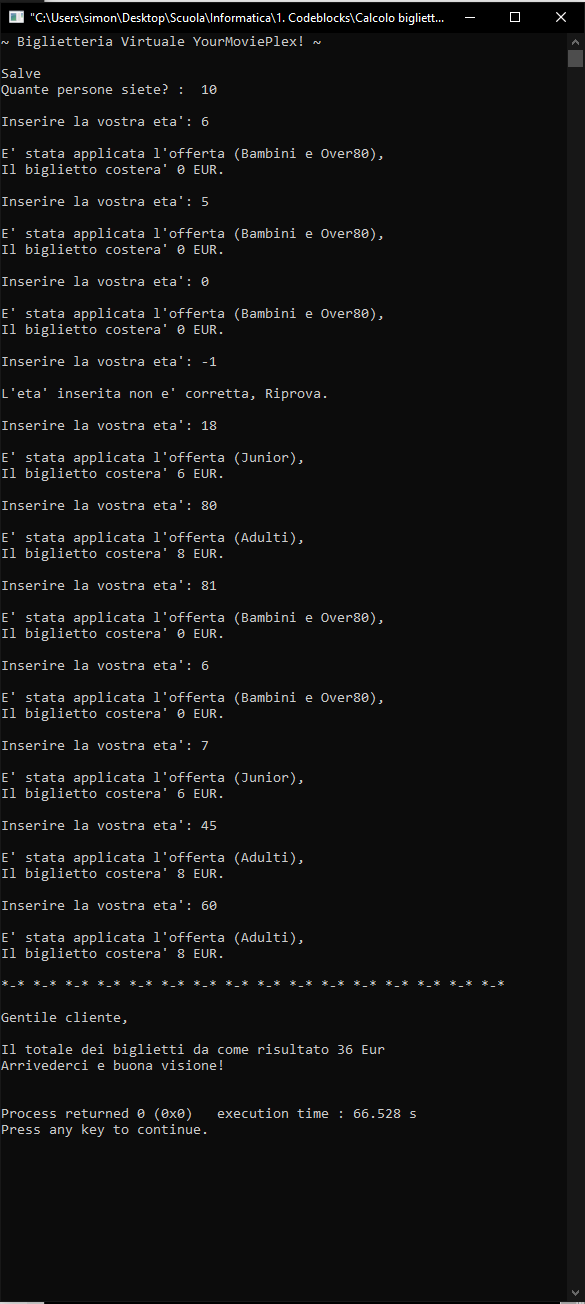 "C:\Users\simon\Desktop\Scuola\Informatica\1. Codeblocks\Calcolo bigliett...
~ Biglietteria Virtuale YourMoviePlex! ~
Salve
Quante persone siete? :  10
Inserire la vostra eta': 6
E' stata applicata l'offerta (Bambini e Over80),
Il biglietto costera' 0 EUR.
Inserire la vostra eta': 5
E' stata applicata l'offerta (Bambini e Over80),
Il biglietto costera' 0 EUR.
Inserire la vostra eta': 0
E' stata applicata l'offerta (Bambini e Over80),
Il biglietto costera' 0 EUR.
Inserire la vostra eta': -1
L'eta' inserita non e' corretta, Riprova.
Inserire la vostra eta': 18
E' stata applicata l'offerta (Junior),
Il biglietto costera' 6 EUR.
Inserire la vostra eta': 80
E' stata applicata l'offerta (Adulti),
Il biglietto costera' 8 EUR.
Inserire la vostra eta': 81
E' stata applicata l'offerta (Bambini e Over80),
Il biglietto costera' 0 EUR.
Inserire la vostra eta': 6
E' stata applicata l'offerta (Bambini e Over80),
Il biglietto costera' 0 EUR.
Inserire la vostra eta': 7
E' stata applicata l'offerta (Junior),
Il biglietto costera' 6 EUR.
Inserire la vostra eta': 45
E' stata applicata l'offerta (Adulti),
Il biglietto costera' 8 EUR.
Inserire la vostra eta': 60
E' stata applicata l'offerta (Adulti),
Il biglietto costera' 8 EUR.
*-* *-* *-* *-* *-* *-* *-* *-* *-* *-* *-* *-* *-* *-* *-* *-*
Gentile cliente,
Il totale dei biglietti da come risultato 36 Eur
Arrivederci e buona visione!
Process returned 0 (0x0)   execution time : 66.528 s
Press any key to continue.